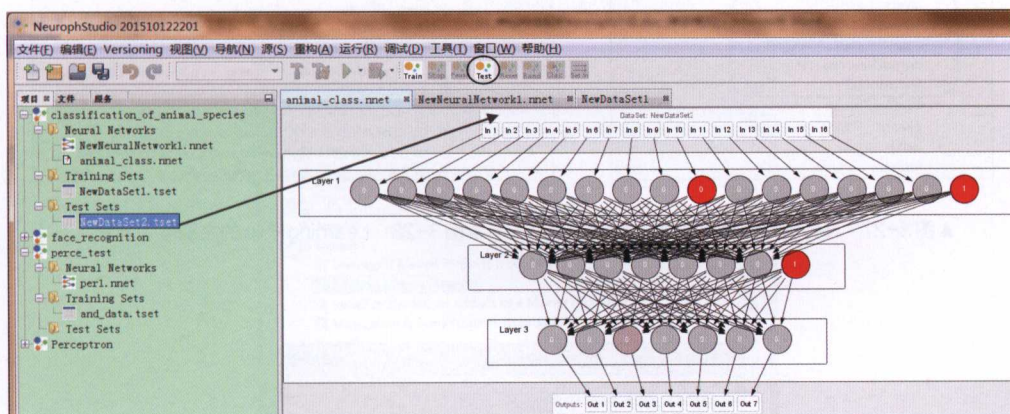 NeurophStudio 201510122201
文件(F) 编辑(E) Versioning 视图(V) 导航(N) 源(S) 重构(A) 运行(R) 调试(D) 工具(T) 窗口(W) 帮助(H)
Train Test
项目 文件 服务
animal_class.nnet NewNeuralNetwork1.nnet NewDataSet1
classification_of_animal_species
Neural Networks
NewNeuralNetwork1.nnet
animal_class.nnet
Training Sets
NewDataSet1.tset
Test Sets
NewDataSet2.tset
face_recognition
perce_test
Neural Networks
per1.nnet
Training Sets
and_data.tset
Test Sets
Perceptron
DataSet: NewDataSet2
In 1 In 2 In 3 In 4 In 5 In 6 In 7 In 8 In 9 In 10 In 11 In 12 In 13 In 14 In 15 In 16
Layer 1
Layer 2
Layer 3
Outputs: Out 1 Out 2 Out 3 Out 4 Out 5 Out 6 Out 7